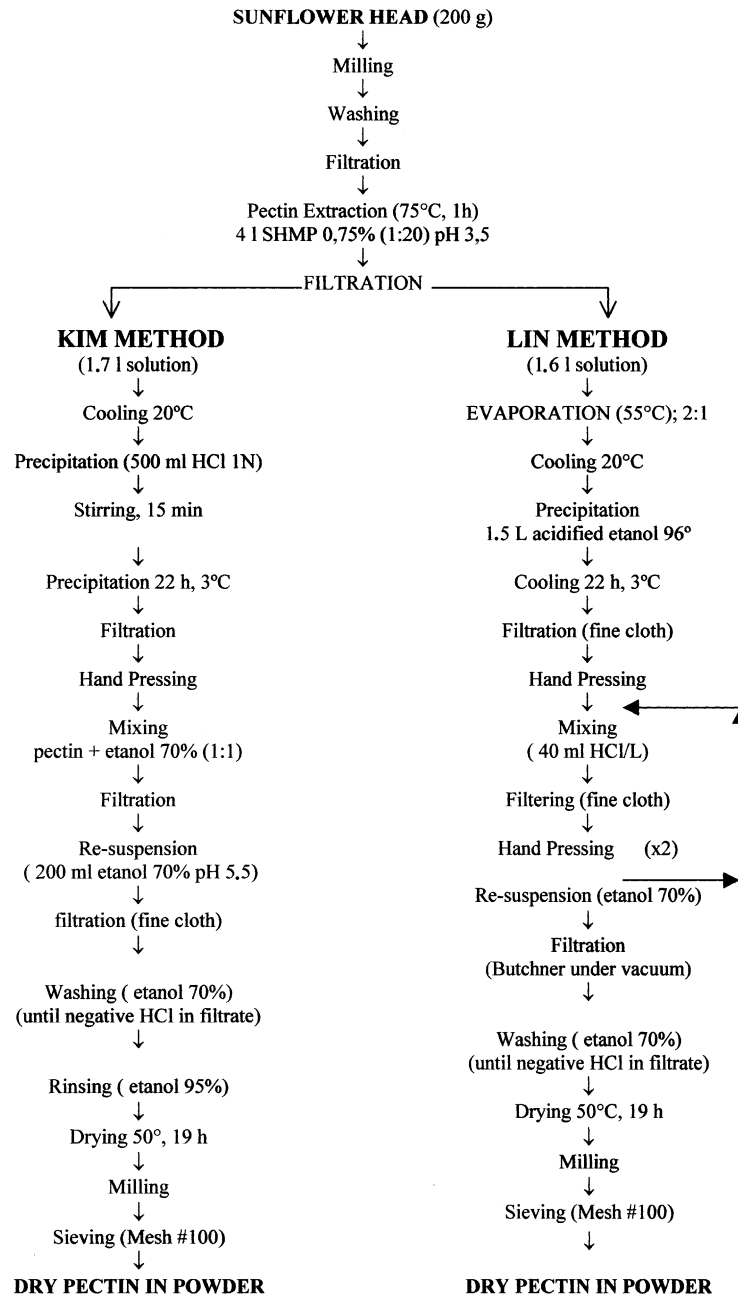 SUNFLOWER HEAD (200 g)
Milling
Washing
Filtration
Pectin Extraction (75°C, 1h)
4 l SHMP 0,75% (1:20) pH 3,5
FILTRATION
KIM METHOD
(1.7 l solution)
Cooling 20°C
Precipitation (500 ml HCl 1N)
Stirring, 15 min
Precipitation 22 h, 3°C
Filtration
Hand Pressing
Mixing
pectin + etanol 70% (1:1)
Filtration
Re-suspension
( 200 ml etanol 70% pH 5.5)
filtration (fine cloth)
Washing ( etanol 70%)
(until negative HCl in filtrate)
Rinsing ( etanol 95%)
Drying 50°, 19 h
Milling
Sieving (Mesh #100)
DRY PECTIN IN POWDER
LIN METHOD
(1.6 l solution)
EVAPORATION (55°C); 2:1
Cooling 20°C
Precipitation
1.5 L acidified etanol 96°
Cooling 22 h, 3°C
Filtration (fine cloth)
Hand Pressing
Mixing
( 40 ml HCl/L)
Filtering (fine cloth)
Hand Pressing (x2)
Re-suspension (etanol 70%)
Filtration
(Butchner under vacuum)
Washing ( etanol 70%)
(until negative HCl in filtrate)
Drying 50°C, 19 h
Milling
Sieving (Mesh #100)
DRY PECTIN IN POWDER